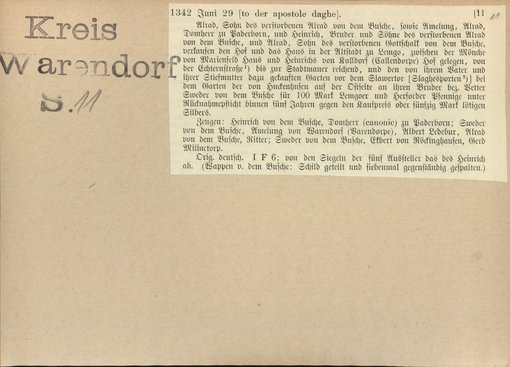 Kreis
Warendorf
S. 11
1342 Juni 29 [to der apostole daghe]. [11
11
Alrad, Sohn des verstorbenen Alrad von dem Busche, sowie Amelung, Alrad,
Domherr zu Paderborn, und Heinrich, Bruder und Söhne des verstorbenen Alrad
von dem Busche, und Alrad, Sohn des verstorbenen Gottschalk von dem Busche,
verkaufen den Hof und das Haus in der Altstadt zu Lemgo, zwischen der Mönche
von Marienfeld Haus und Heinrichs von Kalldorf (Callendorpe) Hof gelegen, von
der Echternstraße¹) bis zur Stadtmauer reichend, und den von ihrem Vater und
ihrer Stiefmutter dazu gekauften Garten vor dem Slawertor (Slaghesporten²) bei
dem Garten der von Hudenhusen auf der Ostseite an ihren Bruder bez. Vetter
Sweder von dem Busche für 100 Mark Lemgoer und Herforder Pfennige unter
Rücknahmepflicht binnen fünf Jahren gegen den Kaufpreis oder fünfzig Mark lötigen
Silbers.
Zeugen: Heinrich von dem Busche, Domherr (canonic) zu Paderborn; Sweder
von dem Busche, Amelung von Warendorf (Varendorpe), Albert Ledebur, Alrad
von dem Busche, Ritter; Sweder von dem Busche, Ekbert von Röckinghausen, Gerd
Orig. deutsch. I F 6; von den Siegeln der fünf Aussteller das des Heinrich
ab. (Wappen v. dem Busche: Schild geteilt und siebenmal gegenständig gespalten.)